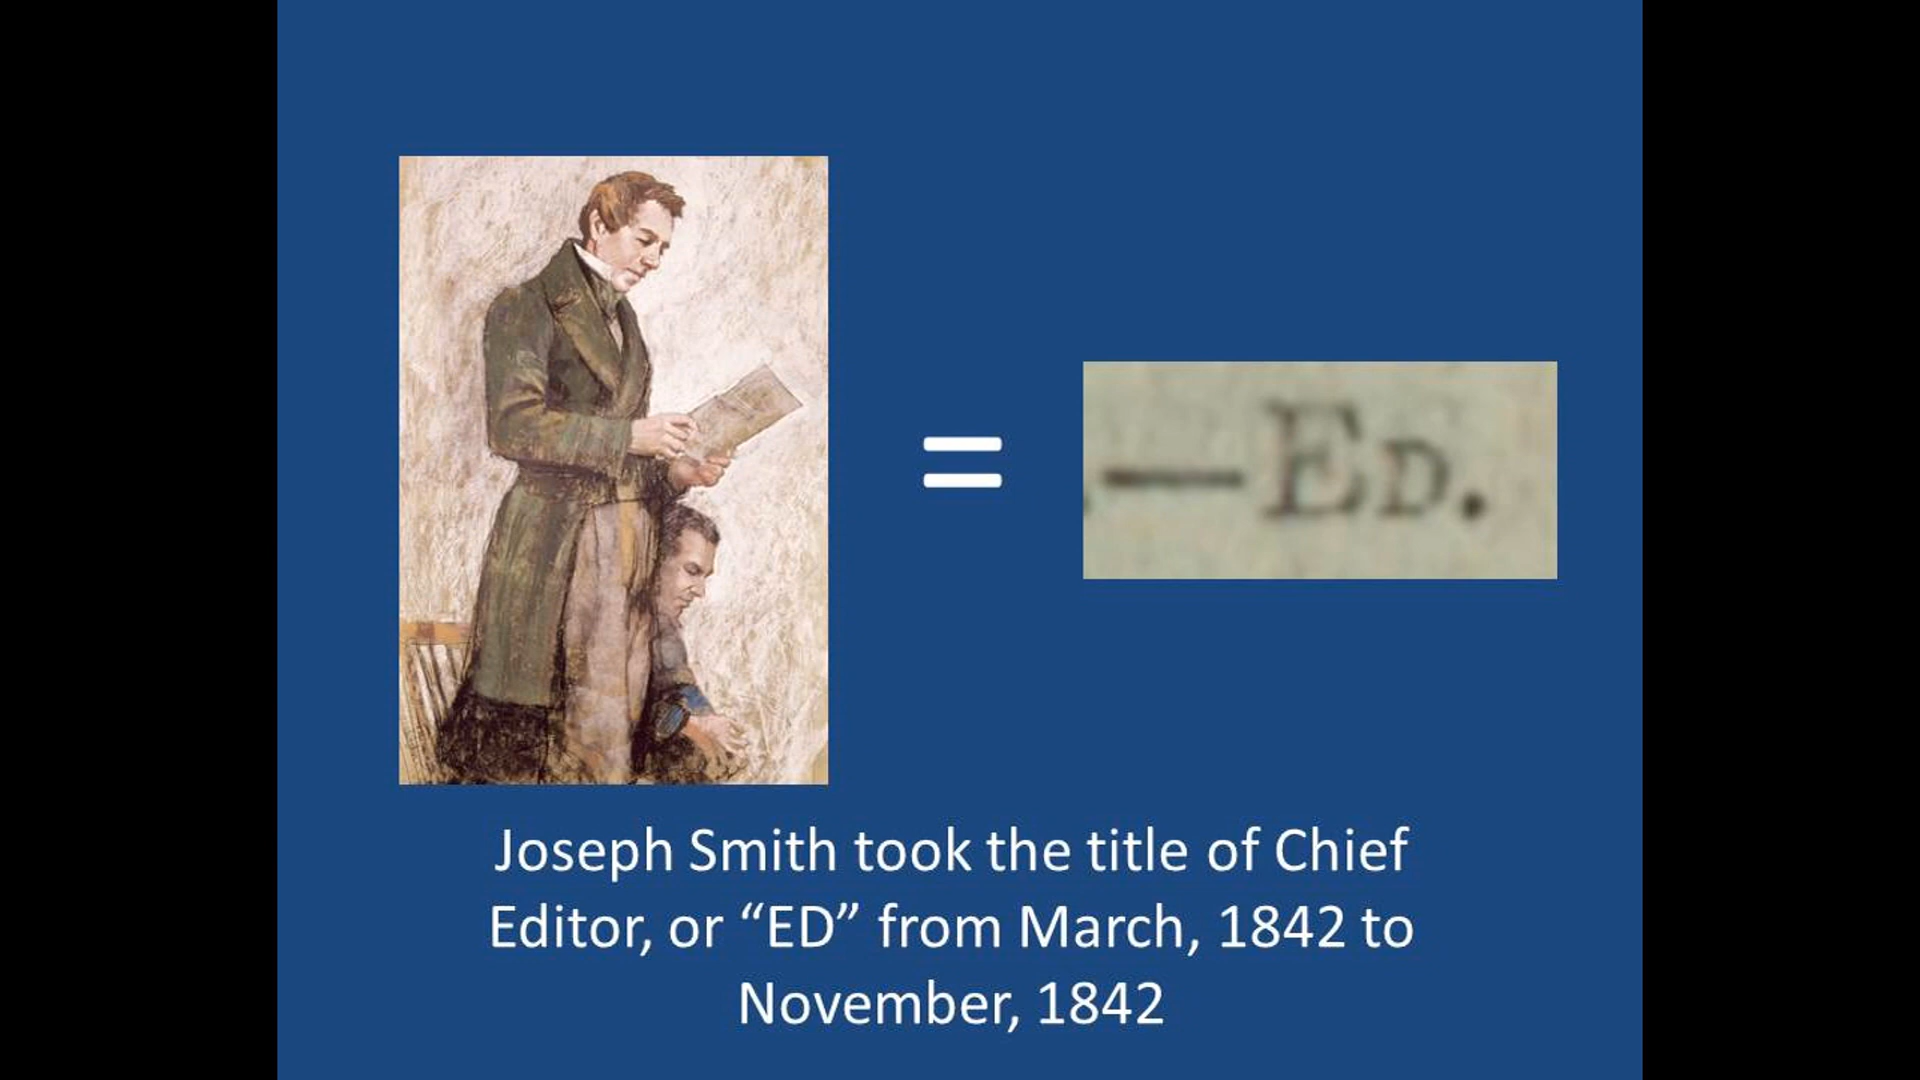 —ED.
Joseph Smith took the title of Chief
Editor, or “ED” from March, 1842 to
November, 1842